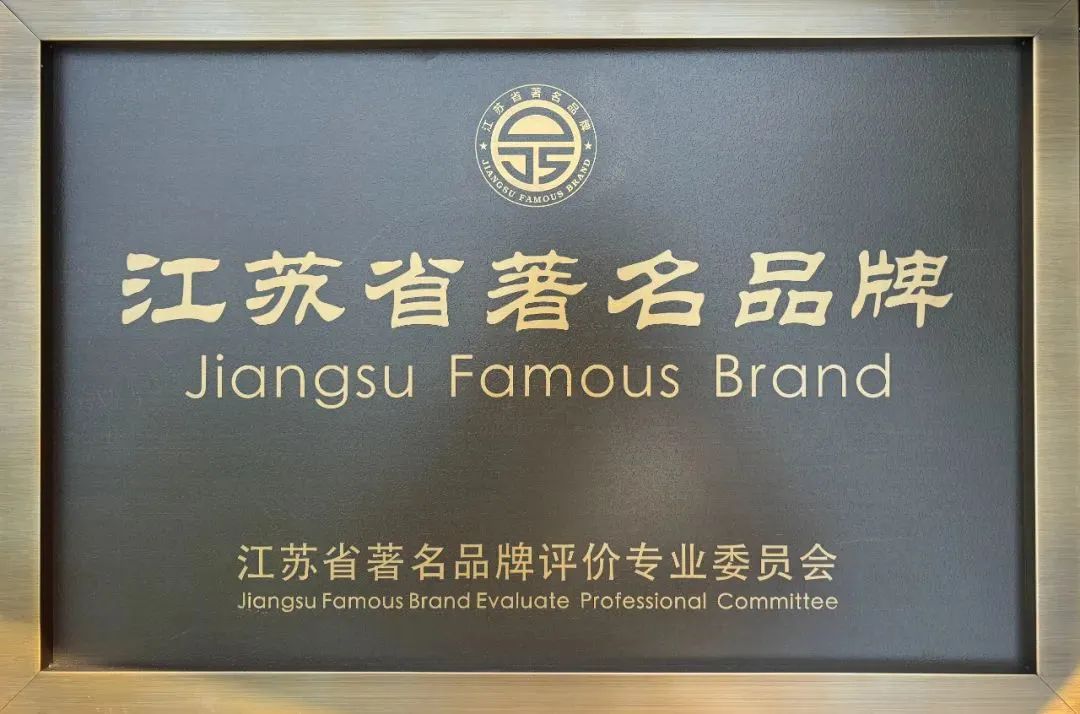 江苏省著名品牌
JIANGSU FAMOUS BRAND
江苏省著名品牌
Jiangsu Famous Brand
江苏省著名品牌评价专业委员会
Jiangsu Famous Brand Evaluate Professional Committee